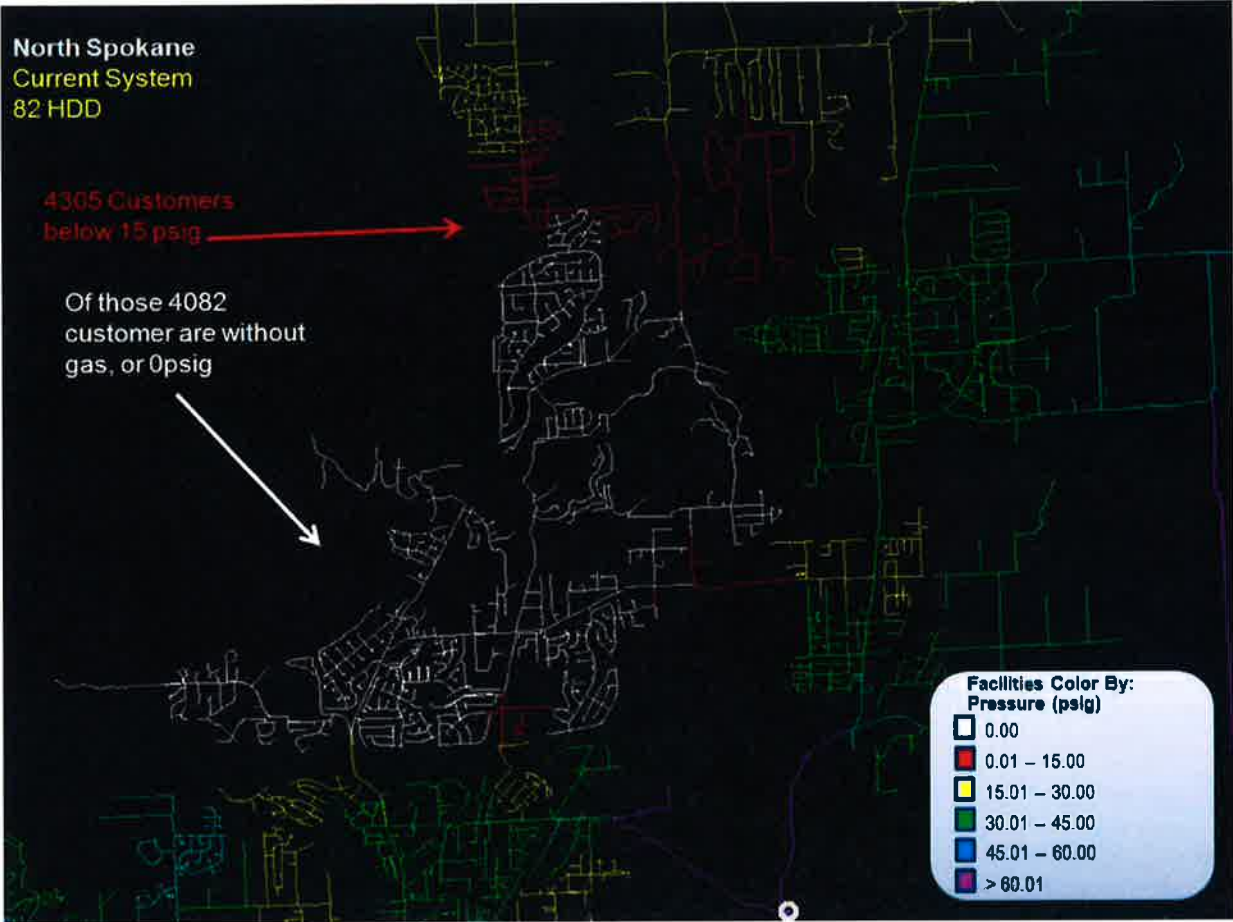 North Spokane
Current System
82 HDD
4305 Customers
below 15 psig
Of those 4082
customer are without
gas, or 0psig
Facilities Color By:
Pressure (psig)
0.00
0.01 – 15.00
15.01 – 30.00
30.01 – 45.00
45.01 – 60.00
> 60.01